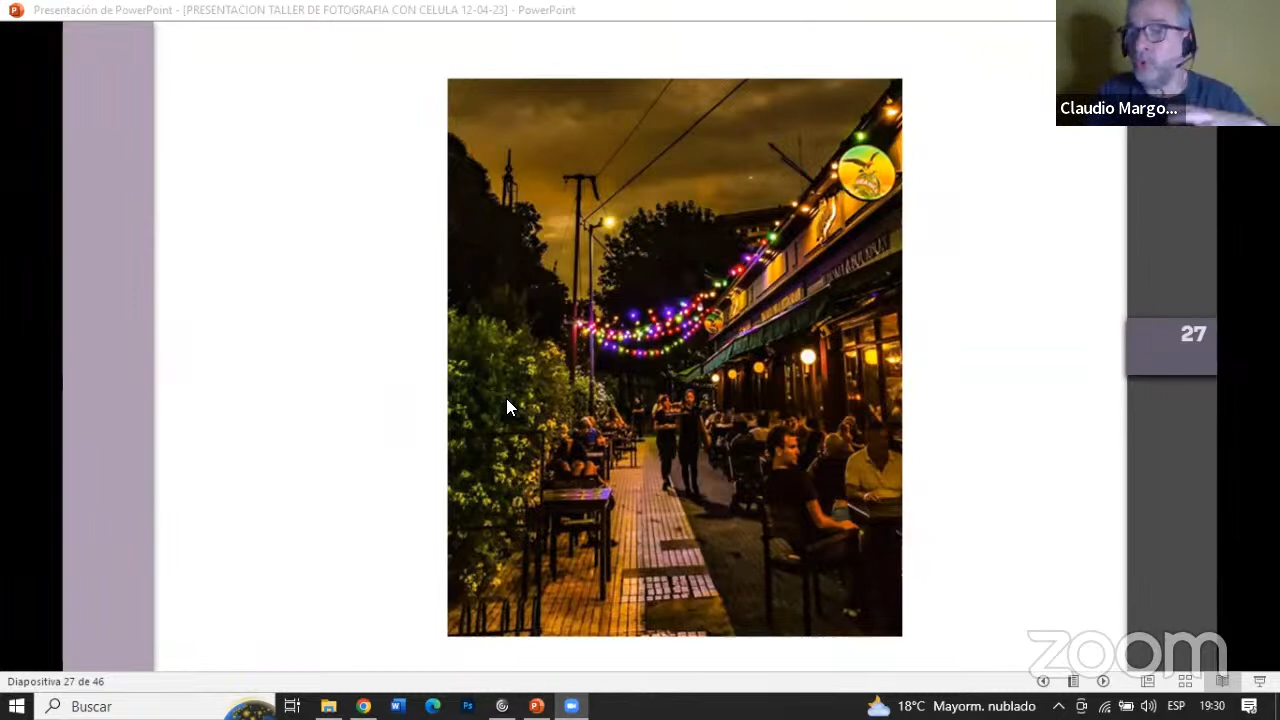 Presentación de PowerPoint - [PRESENTACION TALLER DE FOTOGRAFIA CON CELULA 12-04-23] - PowerPoint
Claudio Margo...
27
zoom
Diapositiva 27 de 46
Buscar
18°C Mayorm. nublado
ESP
19:30